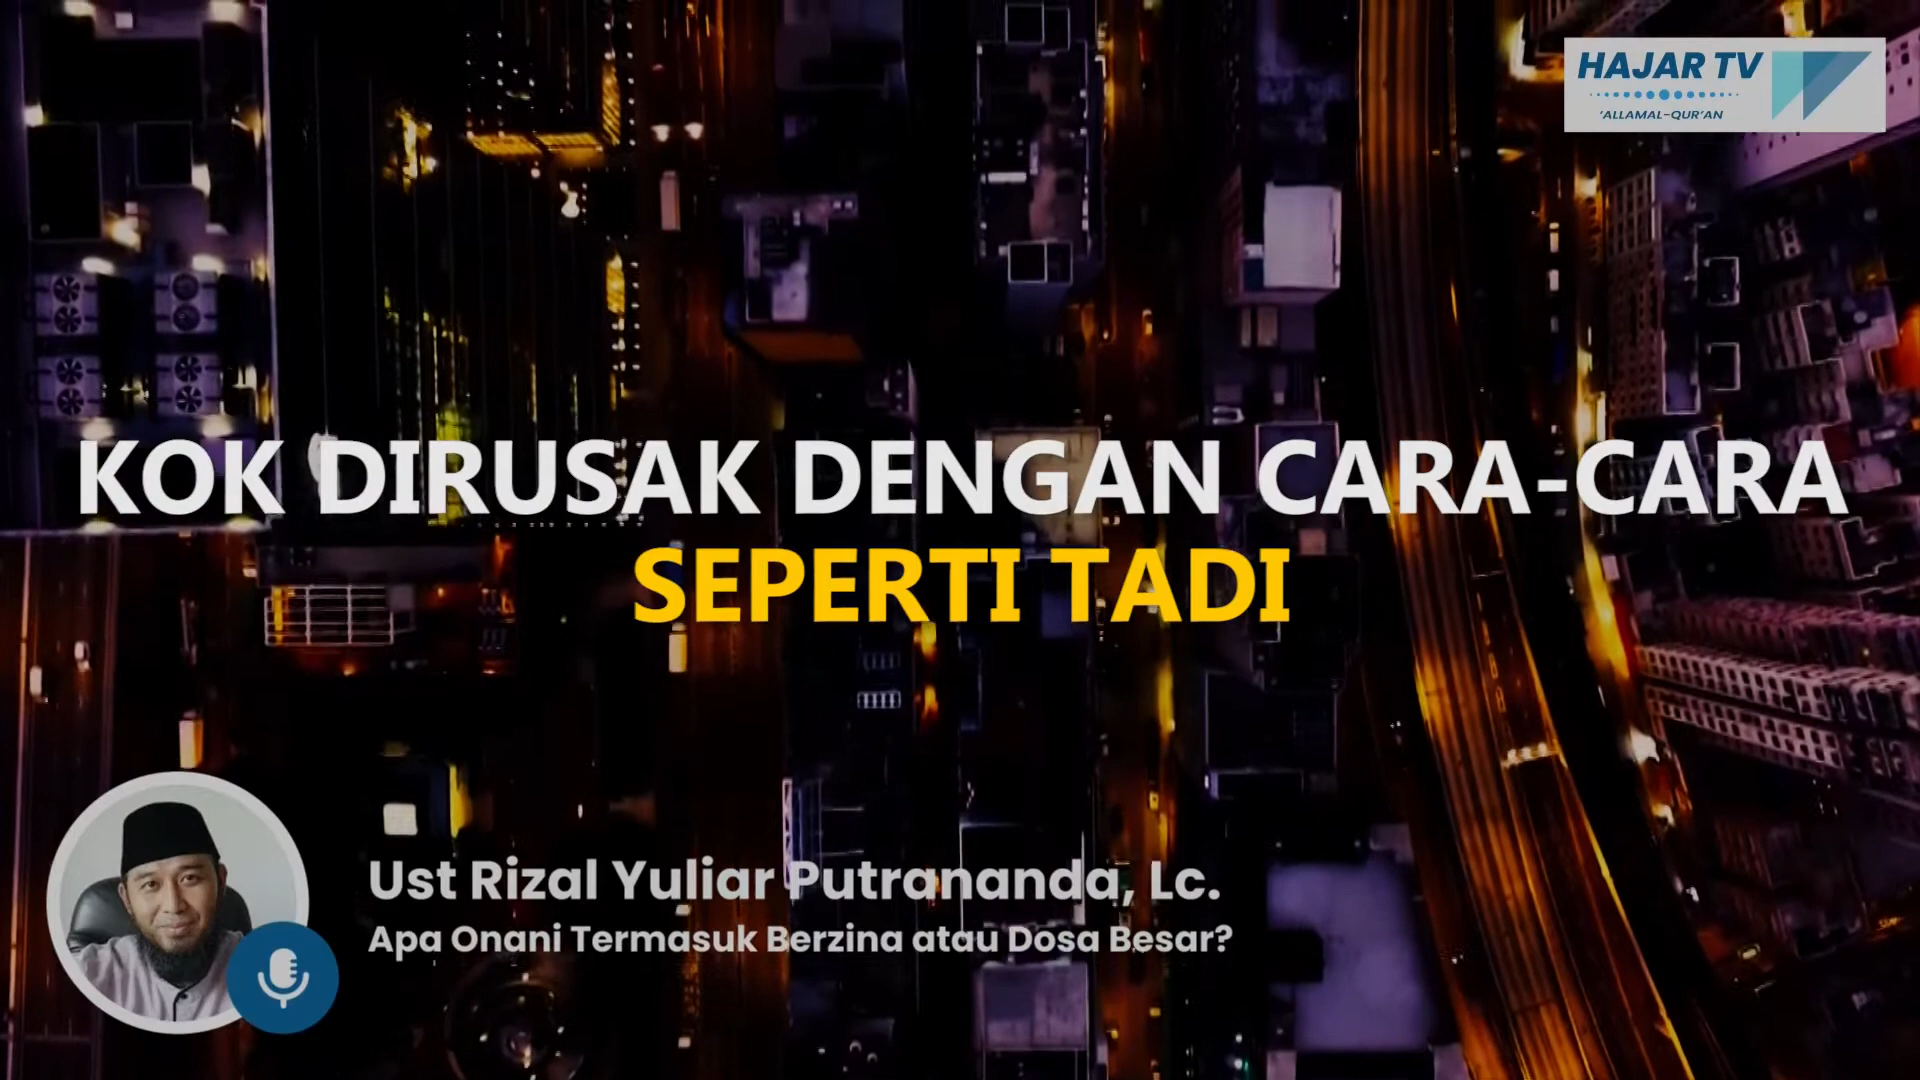 HAJAR TV
'ALLAMAL-QUR'AN
KOK DIRUSAK DENGAN CARA-CARA
SEPERTI TADI
Ust Rizal Yuliar Putrananda, Lc.
Apa Onani Termasuk Berzina atau Dosa Besar?